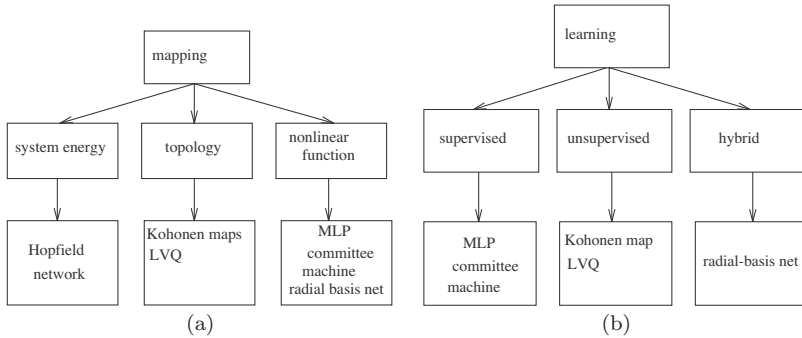 mapping
system energy
topology
nonlinear
function
Hopfield
network
Kohonen maps
LVQ
MLP
committee
machine
radial basis net
(a)
learning
supervised
unsupervised
hybrid
MLP
committee
machine
Kohonen map
LVQ
radial-basis net
(b)